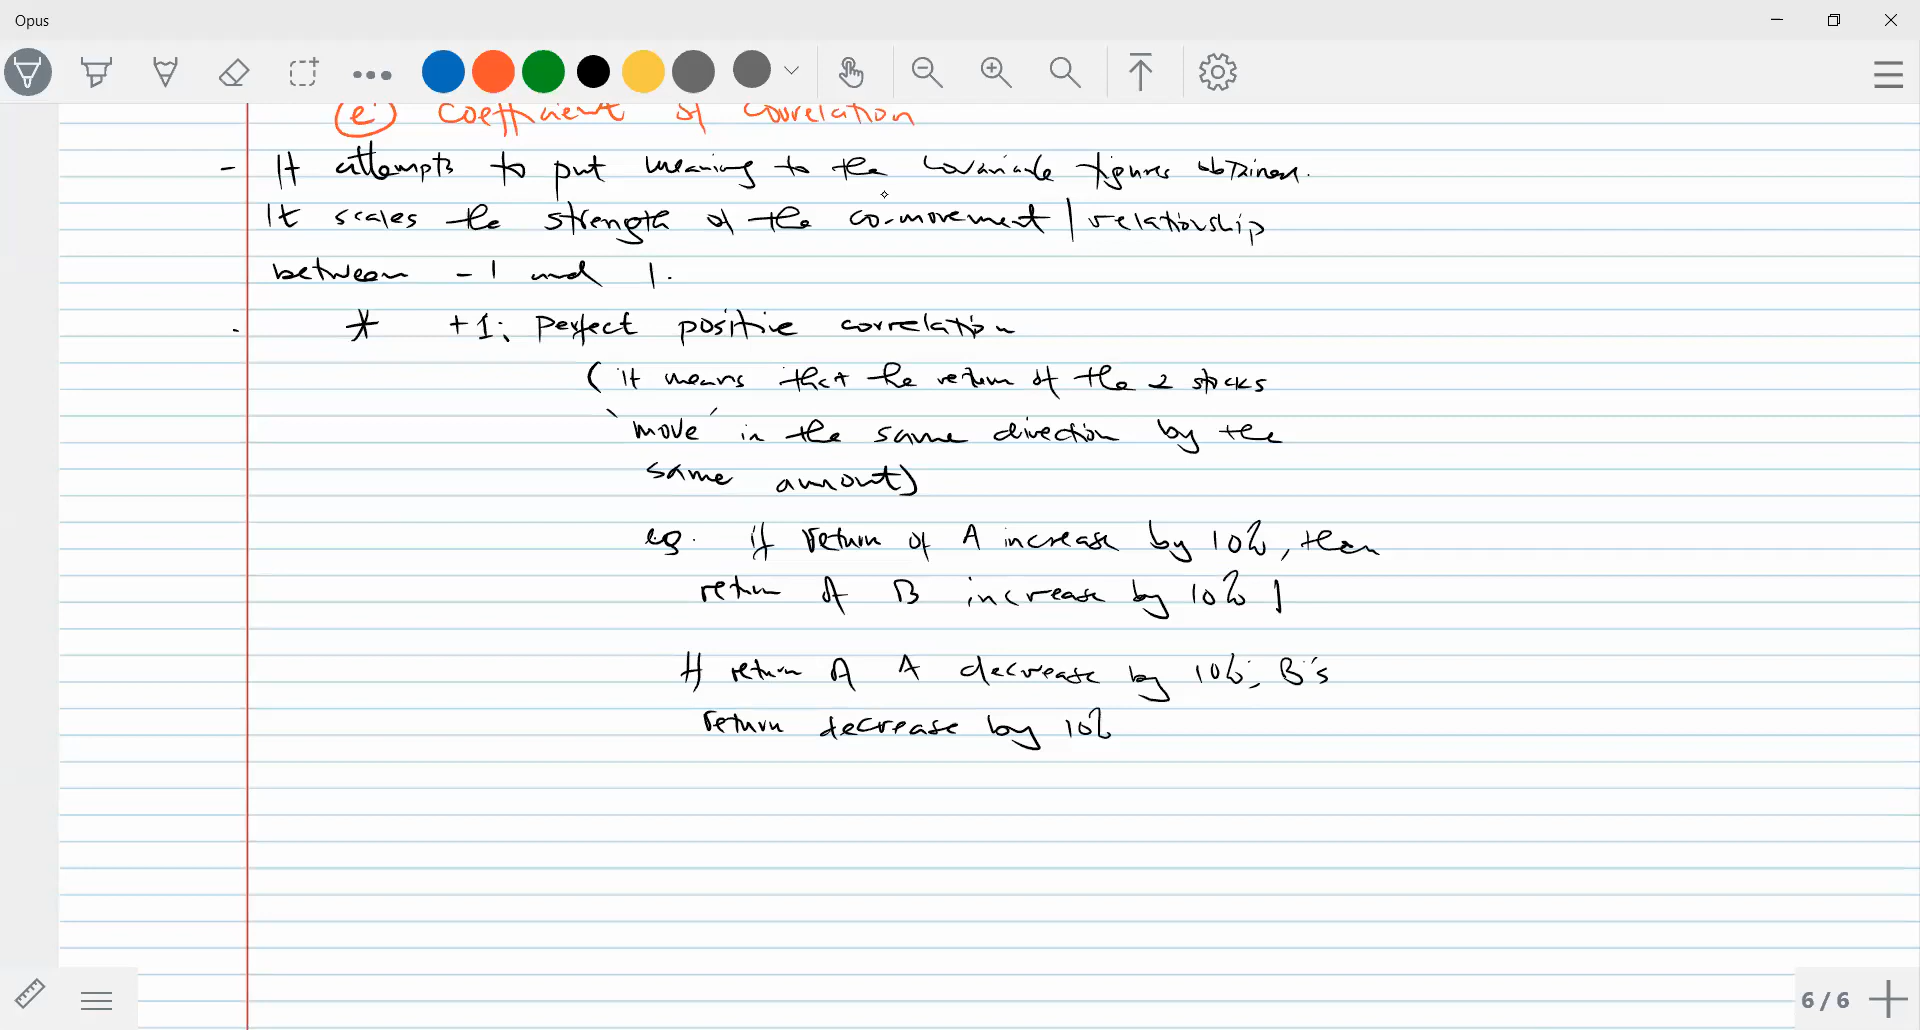 Opus
(e) Coefficient of Correlation
- It attempts to put meaning to the covariance figures obtained.
It scales the strength of the co-movement / relationship
between -1 and 1.
* +1; Perfect positive correlation
( it means that the return of the 2 stocks
'move' in the same direction by the
same amount)
eg. if return of A increase by 10%, then
return of B increase by 10%
If return of A decrease by 10%; B's
return decrease by 10%
6 / 6